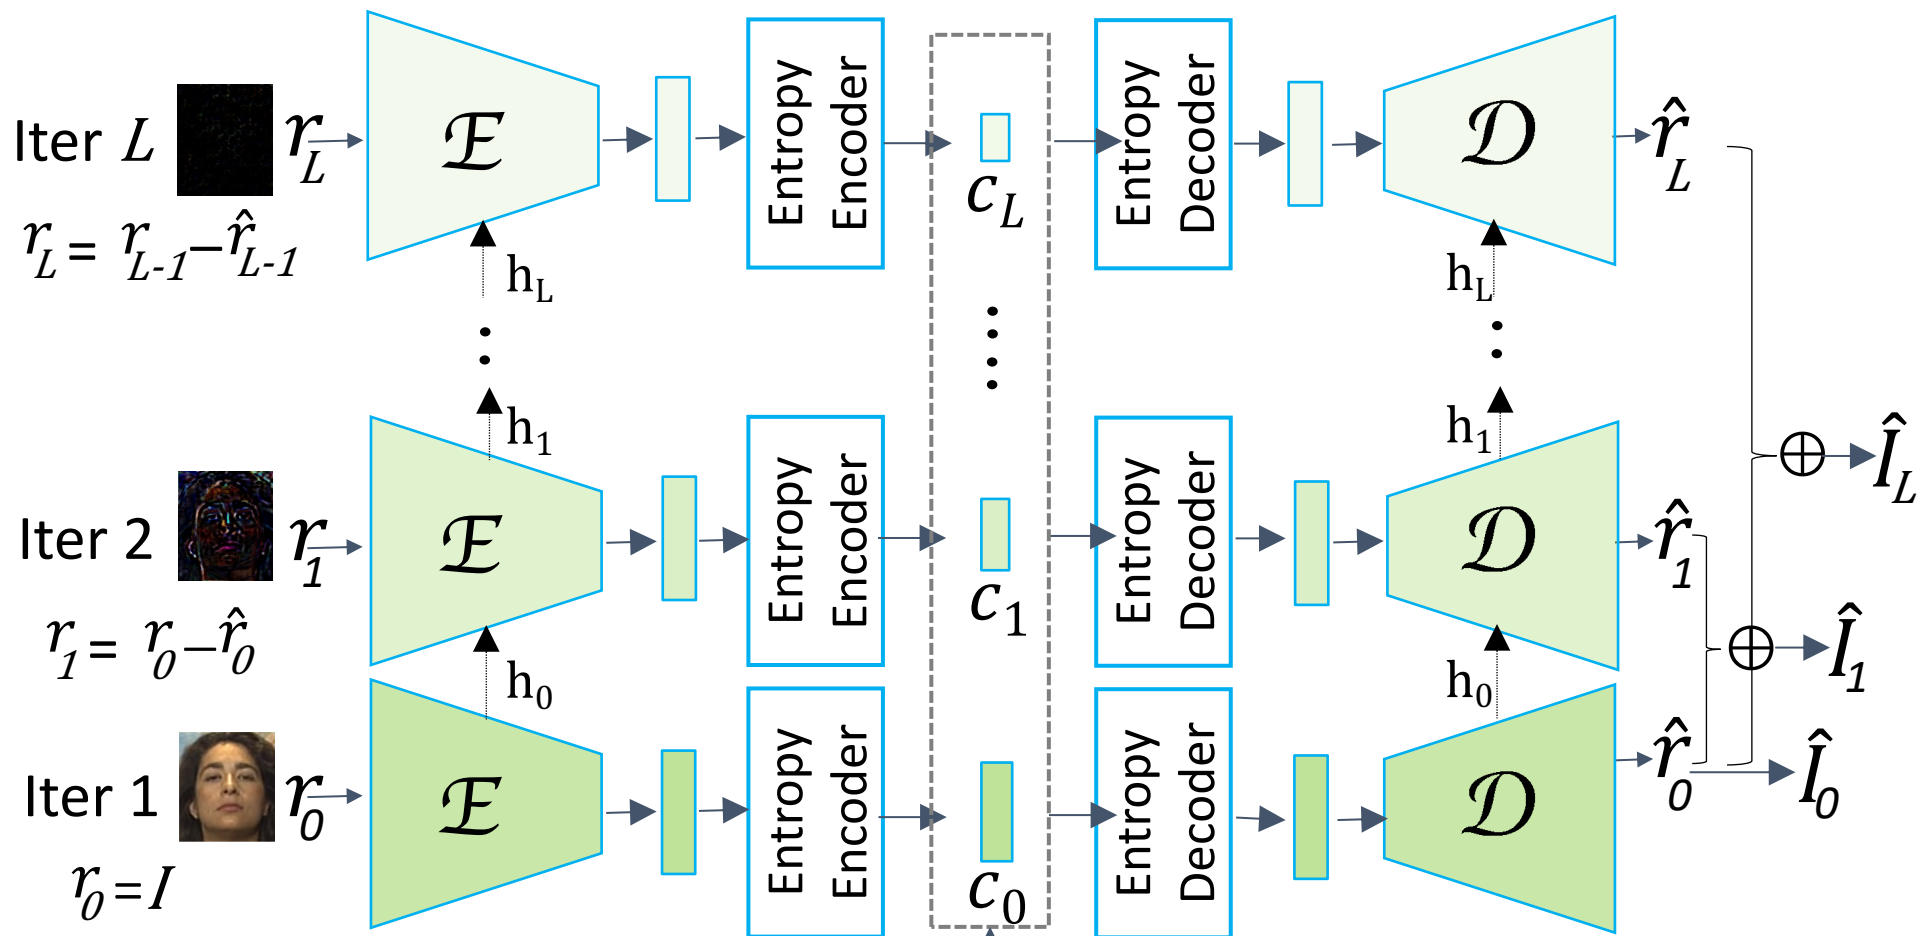 Iter L r_L ℰ Entropy Encoder c_L Entropy Decoder 𝒟 r̂_L
r_L = r_{L-1} − r̂_{L-1}
h_L h_L
h_1 h_1
⊕ Î_L
Iter 2 r_1 ℰ Entropy Encoder c_1 Entropy Decoder 𝒟 r̂_1
r_1 = r_0 − r̂_0
⊕ Î_1
h_0 h_0
Iter 1 r_0 ℰ Entropy Encoder c_0 Entropy Decoder 𝒟 r̂_0 Î_0
r_0 = I